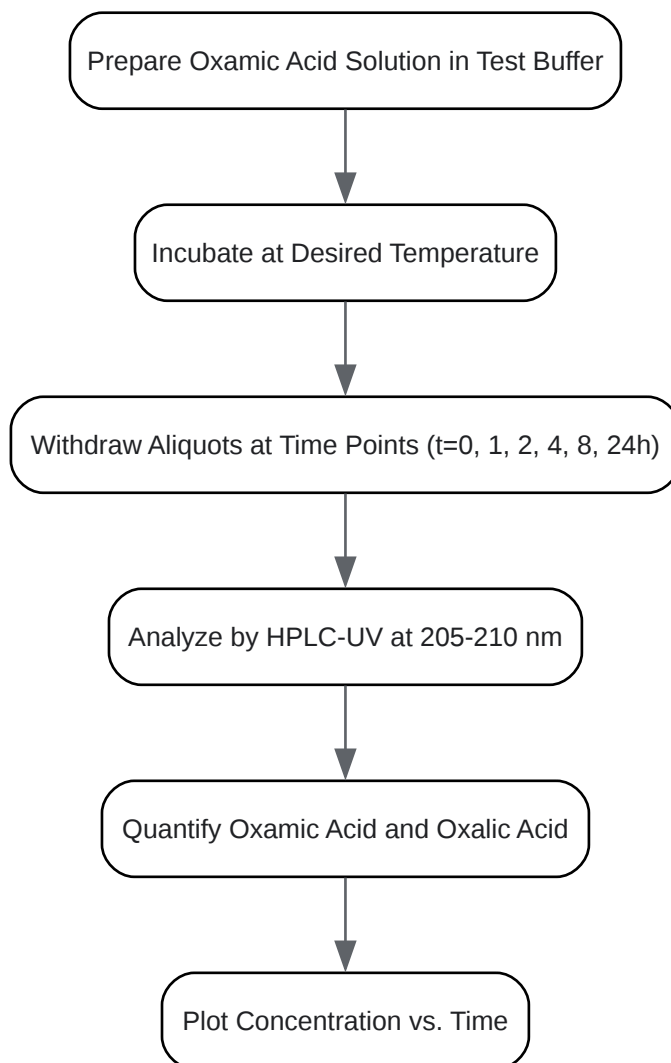 Prepare Oxamic Acid Solution in Test Buffer
Incubate at Desired Temperature
Withdraw Aliquots at Time Points (t=0, 1, 2, 4, 8, 24h)
Analyze by HPLC-UV at 205-210 nm
Quantify Oxamic Acid and Oxalic Acid
Plot Concentration vs. Time